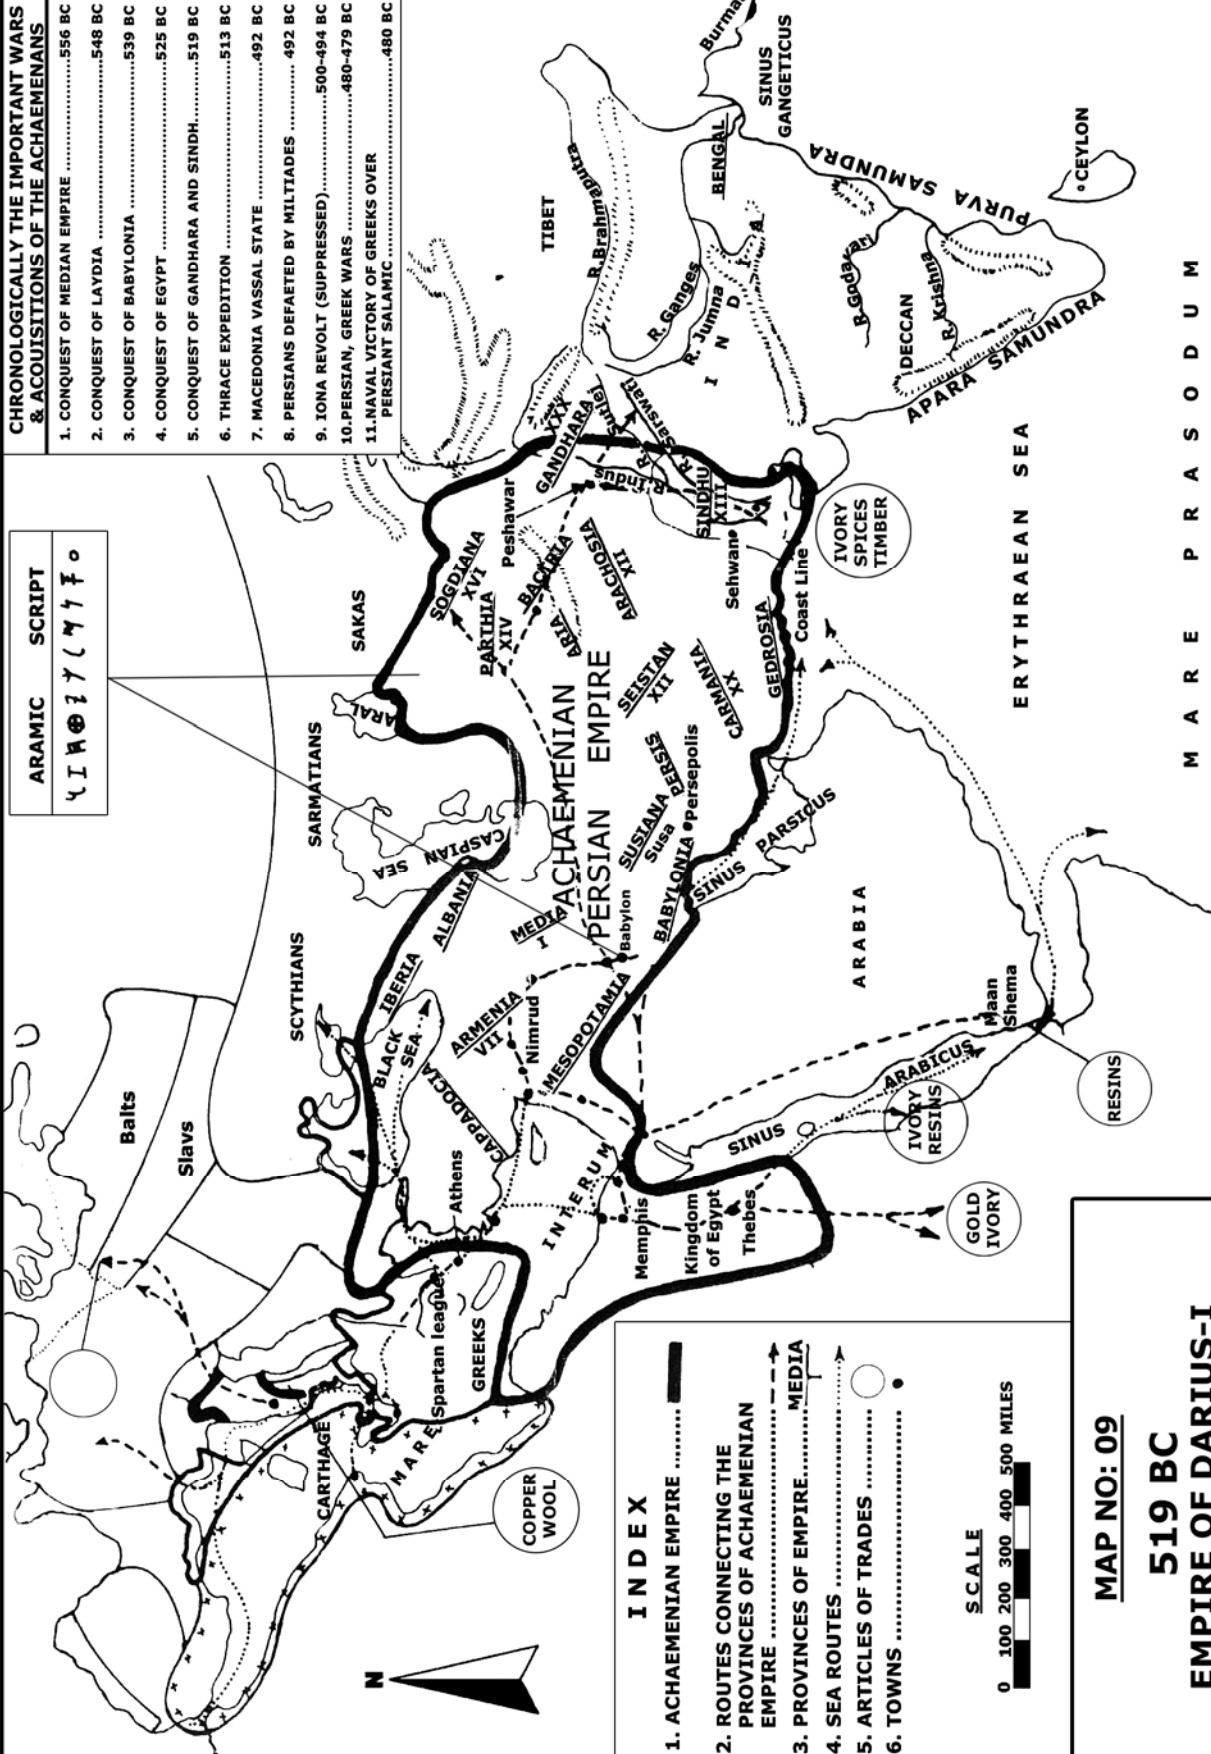 CHRONOLOGICALLY THE IMPORTANT WARS
& ACOUISITIONS OF THE ACHAEMENANS
1. CONQUEST OF MEDIAN EMPIRE ........556 BC
2. CONQUEST OF LAYDIA ........548 BC
3. CONQUEST OF BABYLONIA ........539 BC
4. CONQUEST OF EGYPT ........525 BC
5. CONQUEST OF GANDHARA AND SINDH........519 BC
6. THRACE EXPEDITION ........513 BC
7. MACEDONIA VASSAL STATE ........492 BC
8. PERSIANS DEFAETED BY MILTIADES ........ 492 BC
9. IONA REVOLT (SUPPRESSED)........500-494 BC
10.PERSIAN, GREEK WARS ........480-479 BC
11.NAVAL VICTORY OF GREEKS OVER
PERSIANT SALAMIC ........480 BC
ARAMIC SCRIPT
Balts
Slavs
SCYTHIANS
SARMATIANS
SAKAS
ARAL
CASPIAN
SEA
BLACK
SEA
IBERIA
ALBANIA
ARMENIA
VII
CAPPADOCIA
MEDIA
I
Nimrud
MESOPOTAMIA
Babylon
BABYLONIA
ACHAEMENIAN
PERSIAN EMPIRE
SUSIANA
Susa
PERSIS
Persepolis
SOGDIANA
XVI
PARTHIA
XIV
BACIRIA
ARIA
ARACHOSIA
XII
SEISTAN
XII
CARMANIA
XX
GEDROSIA
Coast Line
Peshawar
GANDHARA
XXX
R.Indus
R. Sutlej
R. Sarswati
SINDHU
XIII
Sehwan
TIBET
R.Brahmaputra
R. Ganges
R. Jumna
INDIA
BENGAL
Burma
SINUS
GANGETICUS
PURVA SAMUNDRA
CEYLON
R.Godavari
DECCAN
R. Krishna
APARA SAMUNDRA
IVORY
SPICES
TIMBER
ERYTHRAEAN SEA
MARE PRASODUM
SINUS PARSICUS
ARABIA
Maan
Shema
SINUS ARABICUS
RESINS
IVORY
RESINS
GOLD
IVORY
Athens
Spartan league
GREEKS
MARE INTERUM
CARTHAGE
COPPER
WOOL
Memphis
Kingdom
of Egypt
Thebes
N
INDEX
1. ACHAEMENIAN EMPIRE ........
2. ROUTES CONNECTING THE
PROVINCES OF ACHAEMENIAN
EMPIRE ........
3. PROVINCES OF EMPIRE........MEDIA
I
4. SEA ROUTES ........
5. ARTICLES OF TRADES ........
6. TOWNS ........
SCALE
0 100 200 300 400 500 MILES
MAP NO: 09
519 BC
EMPIRE OF DARIUS-I